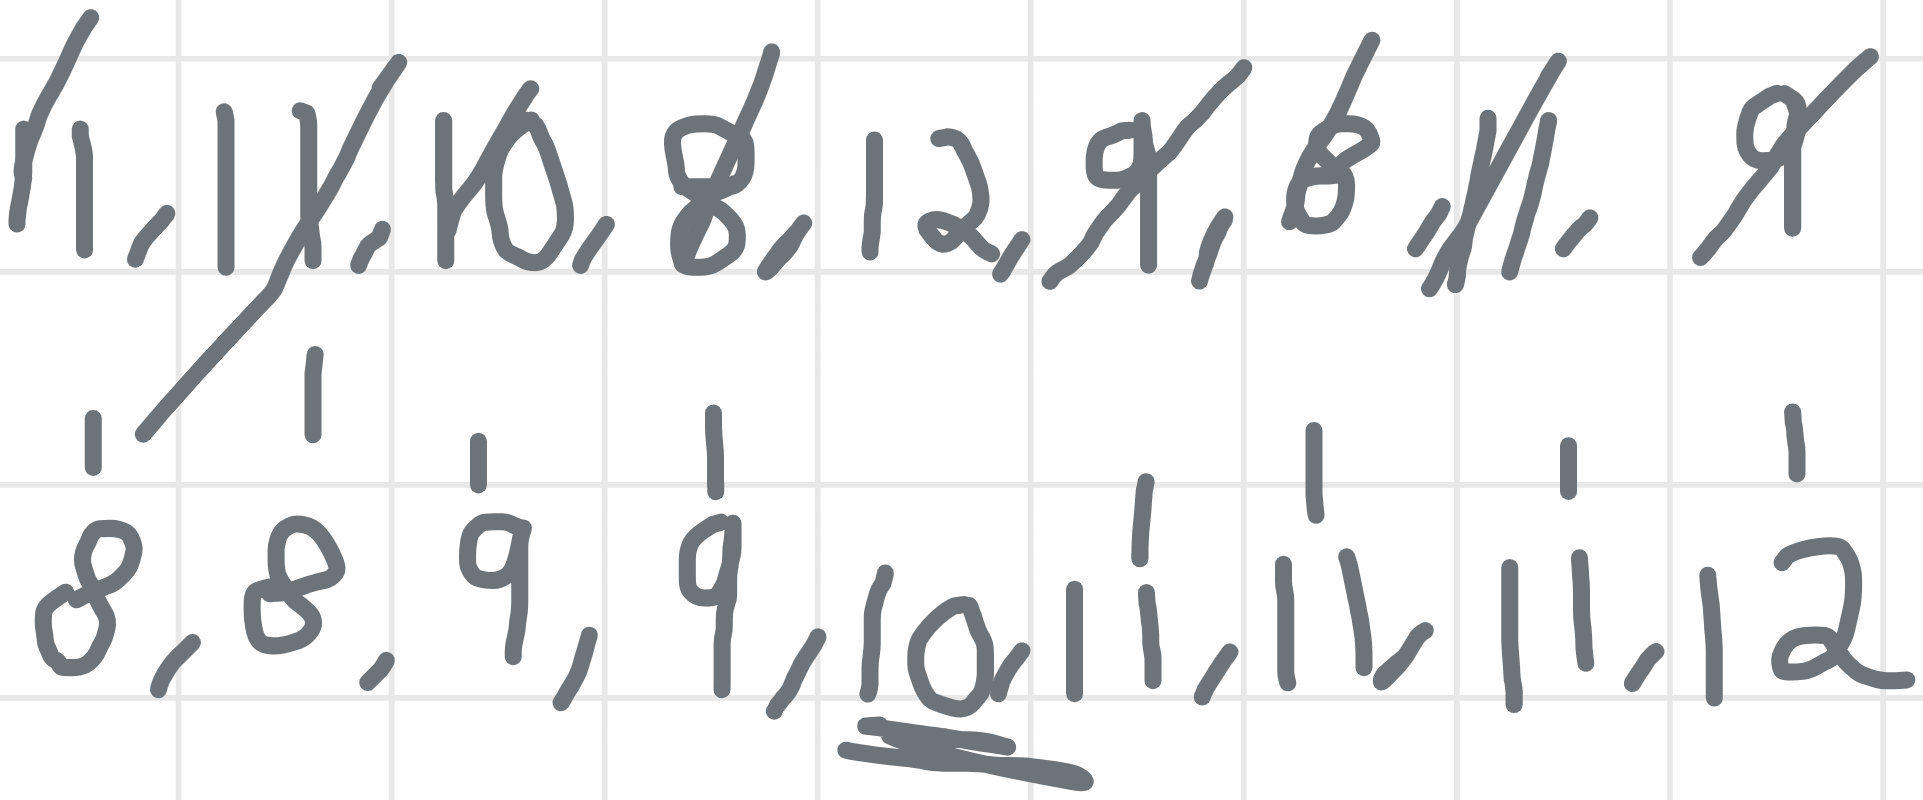 11, 11, 10, 8, 12, 9, 8, 11, 9
8, 8, 9, 9, 10, 11, 11, 11, 12